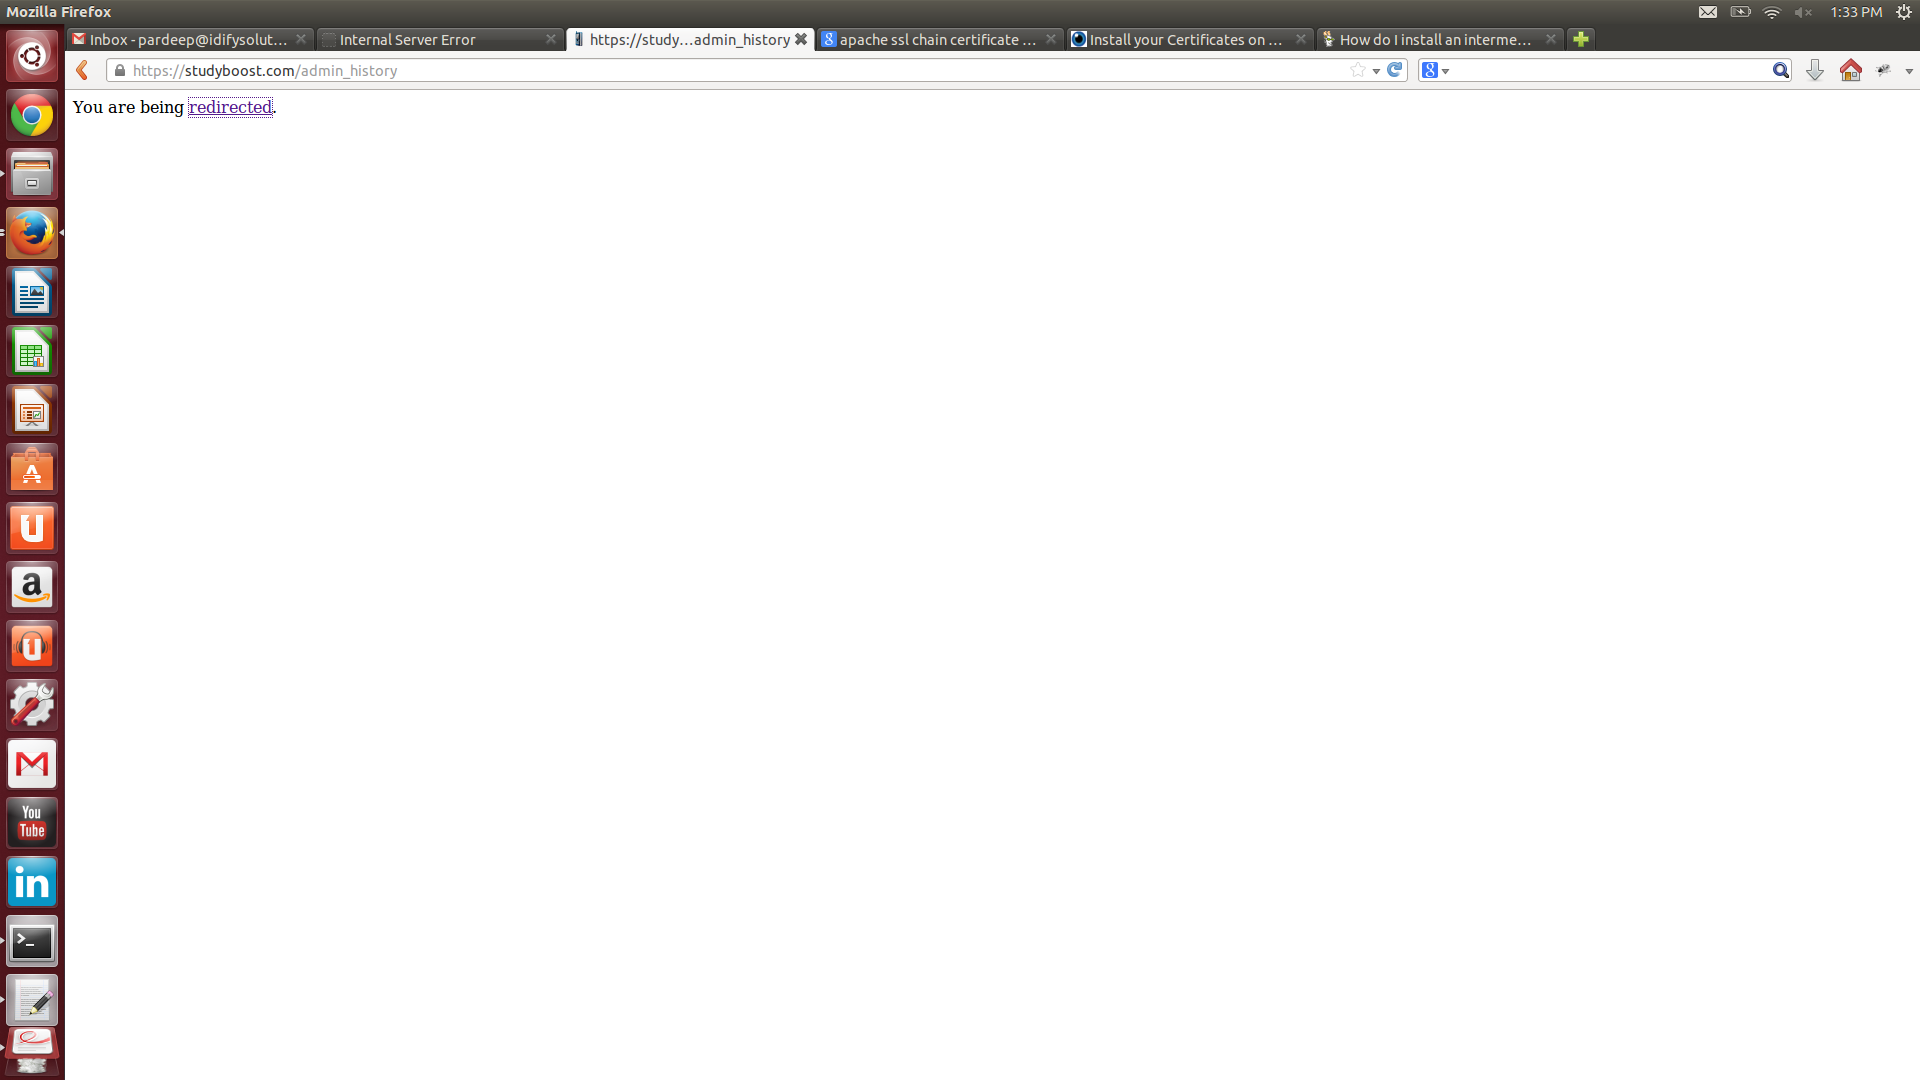 Mozilla Firefox
1:33 PM
Inbox - pardeep@idifysolut...
Internal Server Error
https://study...admin_history
apache ssl chain certificate ...
Install your Certificates on ...
How do I install an interme...
https://studyboost.com/admin_history
You are being redirected.
You
Tube